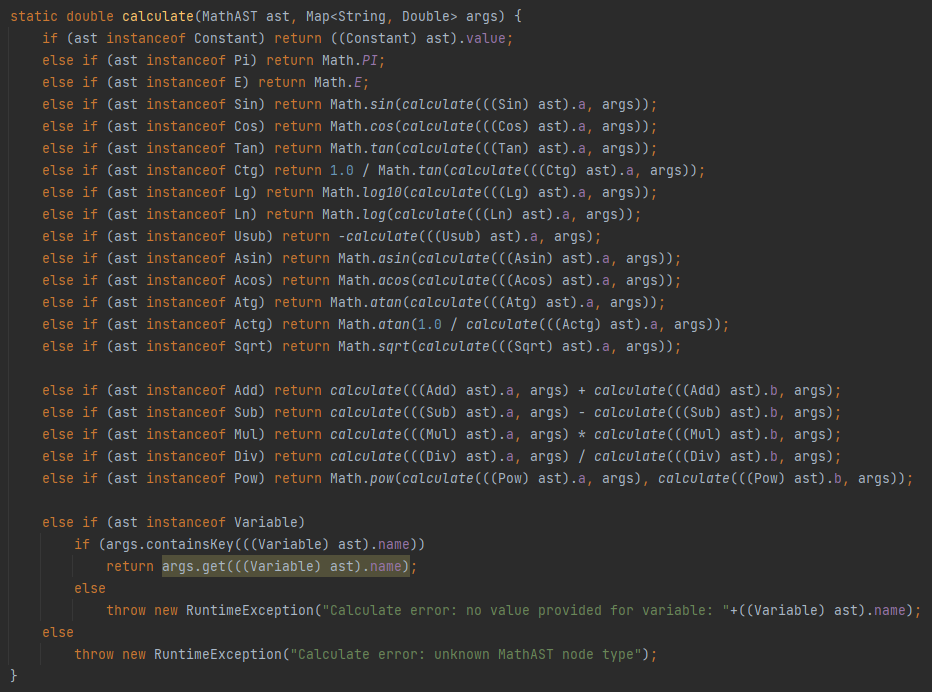 static double calculate(MathAST ast, Map<String, Double> args) {
    if (ast instanceof Constant) return ((Constant) ast).value;
    else if (ast instanceof Pi) return Math.PI;
    else if (ast instanceof E) return Math.E;
    else if (ast instanceof Sin) return Math.sin(calculate(((Sin) ast).a, args));
    else if (ast instanceof Cos) return Math.cos(calculate(((Cos) ast).a, args));
    else if (ast instanceof Tan) return Math.tan(calculate(((Tan) ast).a, args));
    else if (ast instanceof Ctg) return 1.0 / Math.tan(calculate(((Ctg) ast).a, args));
    else if (ast instanceof Lg) return Math.log10(calculate(((Lg) ast).a, args));
    else if (ast instanceof Ln) return Math.log(calculate(((Ln) ast).a, args));
    else if (ast instanceof Usub) return -calculate(((Usub) ast).a, args);
    else if (ast instanceof Asin) return Math.asin(calculate(((Asin) ast).a, args));
    else if (ast instanceof Acos) return Math.acos(calculate(((Acos) ast).a, args));
    else if (ast instanceof Atg) return Math.atan(calculate(((Atg) ast).a, args));
    else if (ast instanceof Actg) return Math.atan(1.0 / calculate(((Actg) ast).a, args));
    else if (ast instanceof Sqrt) return Math.sqrt(calculate(((Sqrt) ast).a, args));

    else if (ast instanceof Add) return calculate(((Add) ast).a, args) + calculate(((Add) ast).b, args);
    else if (ast instanceof Sub) return calculate(((Sub) ast).a, args) - calculate(((Sub) ast).b, args);
    else if (ast instanceof Mul) return calculate(((Mul) ast).a, args) * calculate(((Mul) ast).b, args);
    else if (ast instanceof Div) return calculate(((Div) ast).a, args) / calculate(((Div) ast).b, args);
    else if (ast instanceof Pow) return Math.pow(calculate(((Pow) ast).a, args), calculate(((Pow) ast).b, args));

    else if (ast instanceof Variable)
        if (args.containsKey(((Variable) ast).name))
            return args.get(((Variable) ast).name);
        else
            throw new RuntimeException("Calculate error: no value provided for variable: "+((Variable) ast).name);
    else
        throw new RuntimeException("Calculate error: unknown MathAST node type");
}